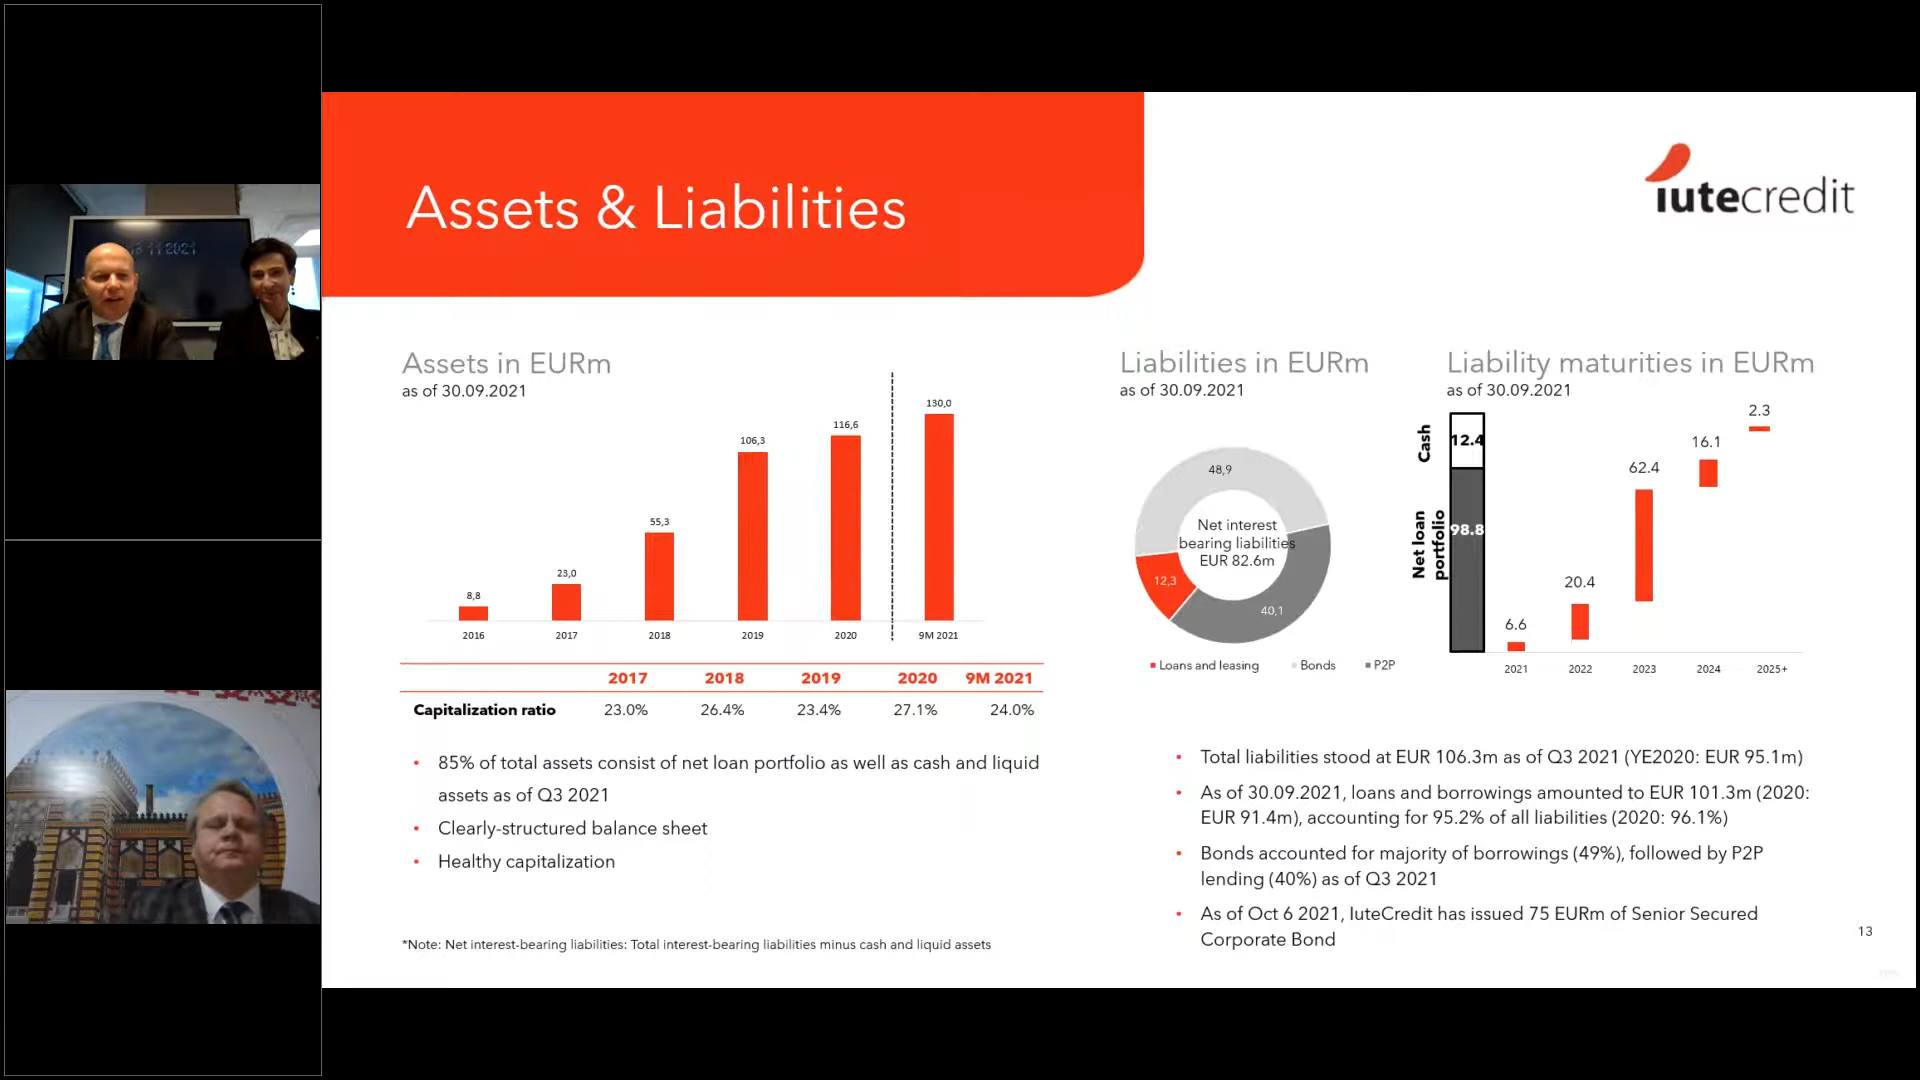 Assets & Liabilities
iutecredit
Assets in EURm
as of 30.09.2021
8,8
23,0
55,3
106,3
116,6
130,0
2016
2017
2018
2019
2020
9M 2021
2017 2018 2019 2020 9M 2021
Capitalization ratio 23.0% 26.4% 23.4% 27.1% 24.0%
• 85% of total assets consist of net loan portfolio as well as cash and liquid
assets as of Q3 2021
• Clearly-structured balance sheet
• Healthy capitalization
*Note: Net interest-bearing liabilities: Total interest-bearing liabilities minus cash and liquid assets
Liabilities in EURm
as of 30.09.2021
48,9
Net interest
bearing liabilities
EUR 82.6m
12,3
40,1
Loans and leasing
Bonds
P2P
Liability maturities in EURm
as of 30.09.2021
Cash
12.4
Net loan
portfolio
98.8
6.6
20.4
62.4
16.1
2.3
2021
2022
2023
2024
2025+
• Total liabilities stood at EUR 106.3m as of Q3 2021 (YE2020: EUR 95.1m)
• As of 30.09.2021, loans and borrowings amounted to EUR 101.3m (2020:
EUR 91.4m), accounting for 95.2% of all liabilities (2020: 96.1%)
• Bonds accounted for majority of borrowings (49%), followed by P2P
lending (40%) as of Q3 2021
• As of Oct 6 2021, IuteCredit has issued 75 EURm of Senior Secured
Corporate Bond
13